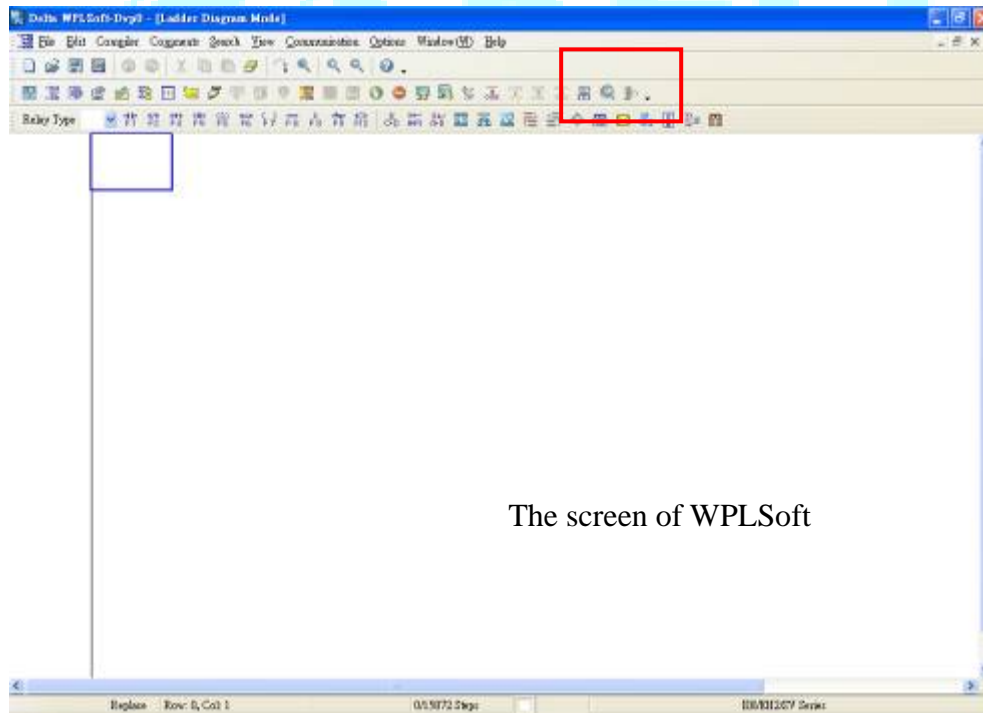 Delta WPLSoft-Dvp0 - [Ladder Diagram Mode]
File Edit Compiler Comments Search View Communication Options Window(W) Help
Relay Type
The screen of WPLSoft
Replace Row: 0, Col: 1 0/15872 Steps Series